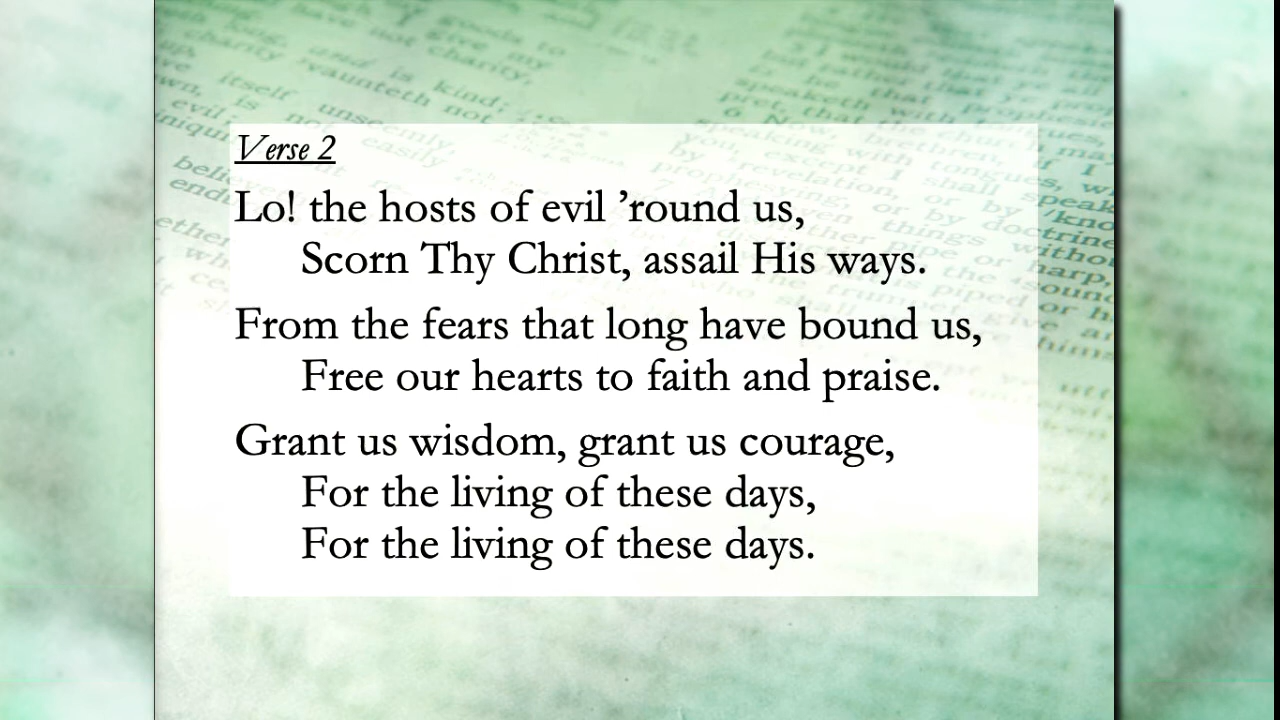 Verse 2
Lo! the hosts of evil ’round us,
Scorn Thy Christ, assail His ways.
From the fears that long have bound us,
Free our hearts to faith and praise.
Grant us wisdom, grant us courage,
For the living of these days,
For the living of these days.